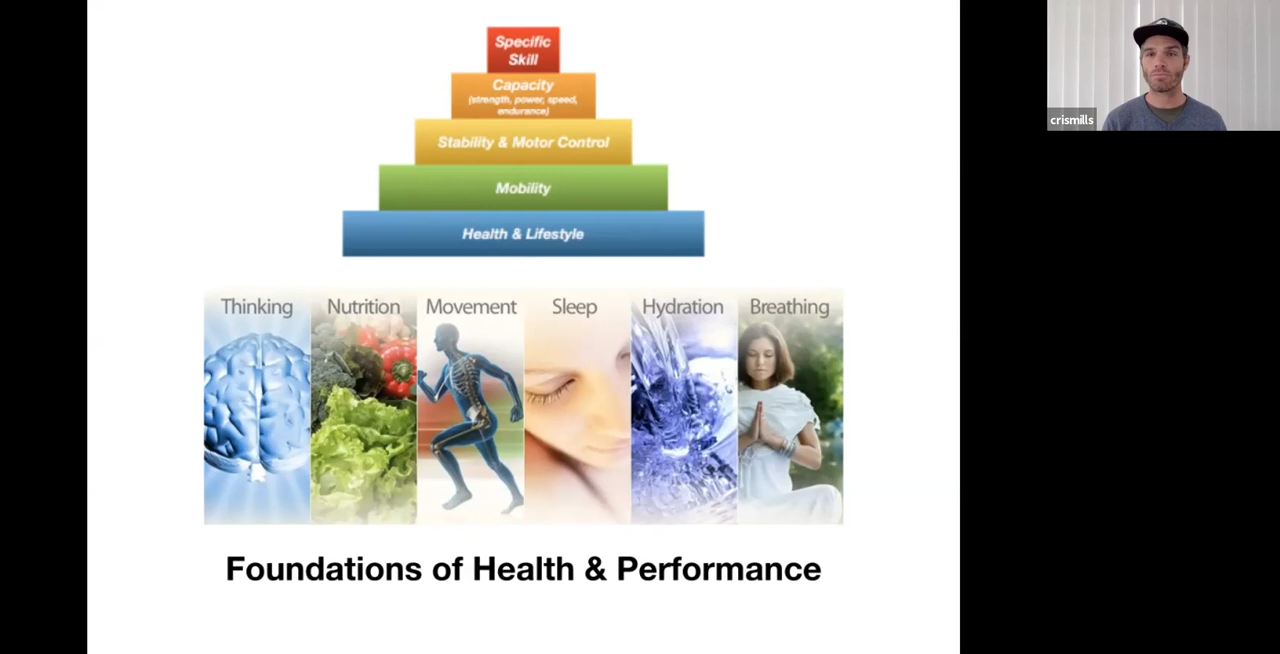 Specific
Skill
Capacity
(strength, power, speed,
endurance)
Stability & Motor Control
Mobility
Health & Lifestyle
Thinking Nutrition Movement Sleep Hydration Breathing
Foundations of Health & Performance
crismills